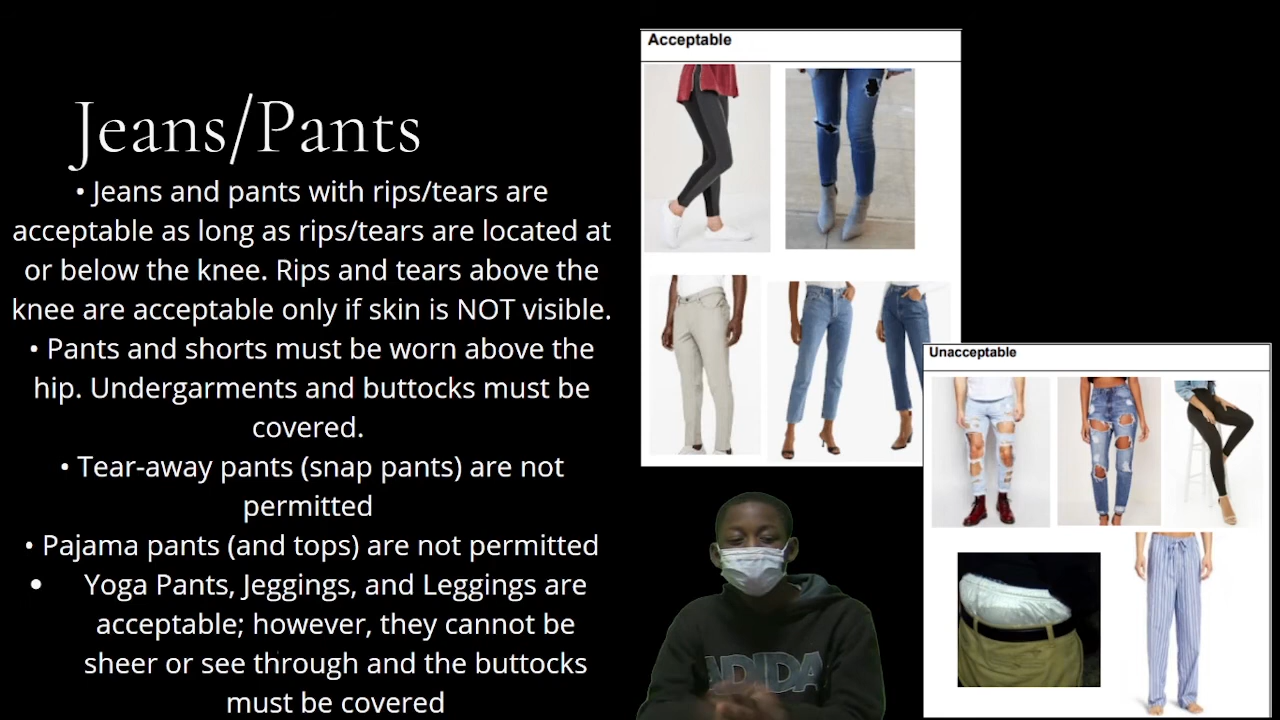 Jeans/Pants
• Jeans and pants with rips/tears are
acceptable as long as rips/tears are located at
or below the knee. Rips and tears above the
knee are acceptable only if skin is NOT visible.
• Pants and shorts must be worn above the
hip. Undergarments and buttocks must be
covered.
• Tear-away pants (snap pants) are not
permitted
• Pajama pants (and tops) are not permitted
• Yoga Pants, Jeggings, and Leggings are
acceptable; however, they cannot be
sheer or see through and the buttocks
must be covered
Acceptable
Unacceptable
ADIDA